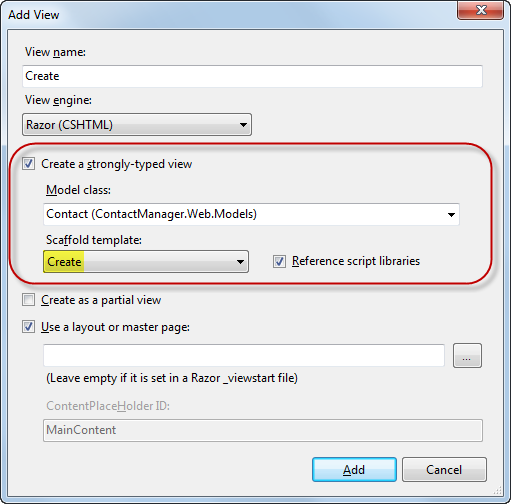 Add View
View name:
Create
View engine:
Razor (CSHTML)
Create a strongly-typed view
Model class:
Contact (ContactManager.Web.Models)
Scaffold template:
Create
Reference script libraries
Create as a partial view
Use a layout or master page:
...
(Leave empty if it is set in a Razor _viewstart file)
ContentPlaceHolder ID:
MainContent
Add Cancel